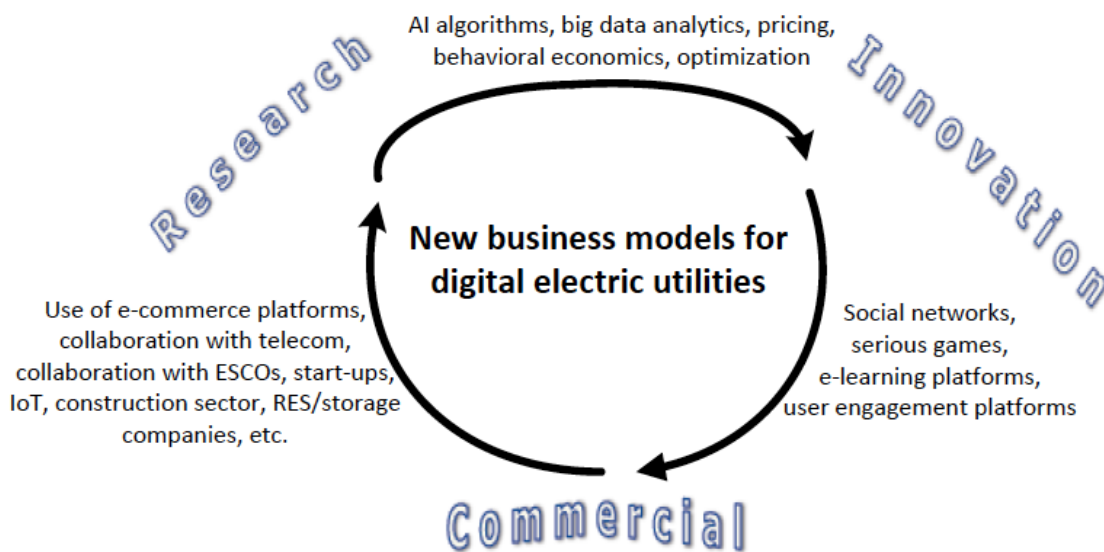 AI algorithms, big data analytics, pricing,
behavioral economics, optimization
Research
Innovation
New business models for
digital electric utilities
Use of e-commerce platforms,
collaboration with telecom,
collaboration with ESCOs, start-ups,
IoT, construction sector, RES/storage
companies, etc.
Social networks,
serious games,
e-learning platforms,
user engagement platforms
Commercial